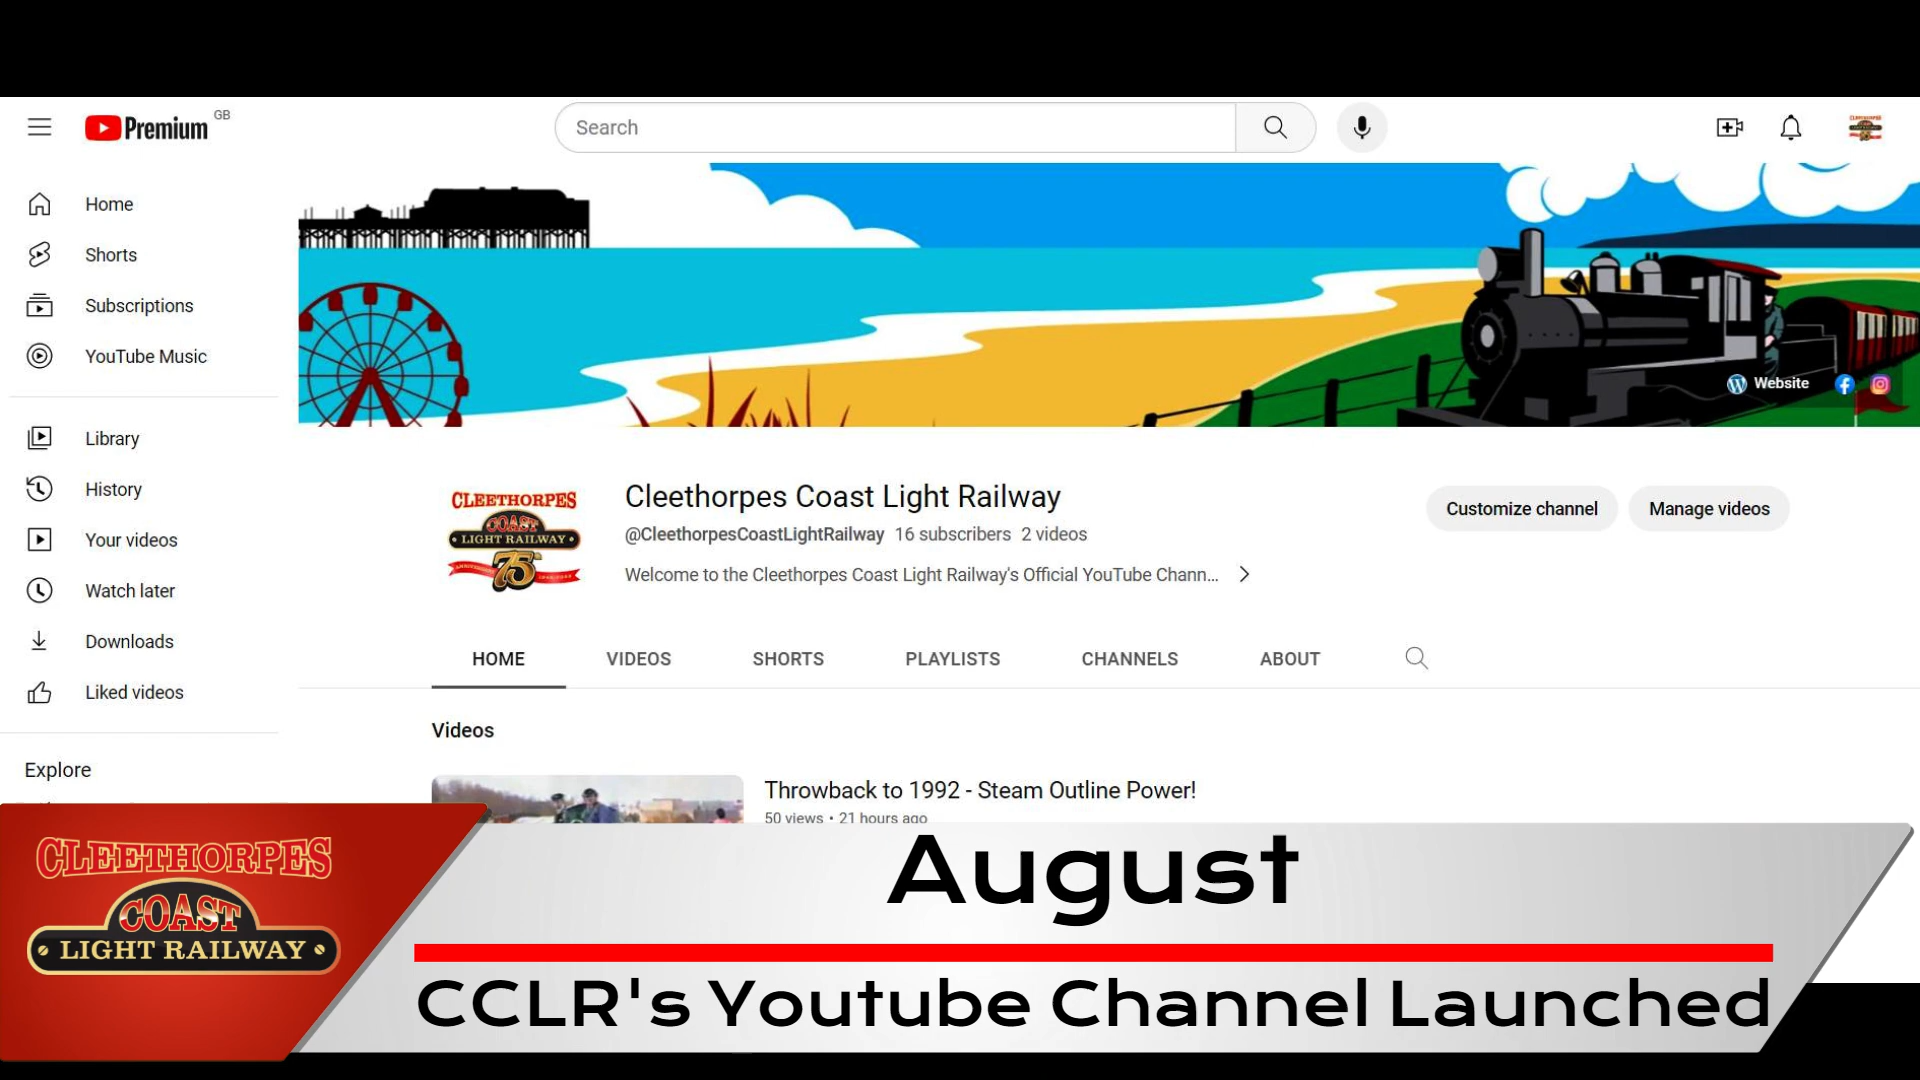 Premium GB
Search
Home
Shorts
Subscriptions
YouTube Music
Library
History
Your videos
Watch later
Downloads
Liked videos
Explore
Website
CLEETHORPES
COAST
LIGHT RAILWAY
ANNIVERSARY
75
Cleethorpes Coast Light Railway
@CleethorpesCoastLightRailway 16 subscribers 2 videos
Welcome to the Cleethorpes Coast Light Railway's Official YouTube Chann...
Customize channel
Manage videos
HOME VIDEOS SHORTS PLAYLISTS CHANNELS ABOUT
Videos
Throwback to 1992 - Steam Outline Power!
50 views • 21 hours ago
CLEETHORPES
COAST
LIGHT RAILWAY
August
CCLR's Youtube Channel Launched